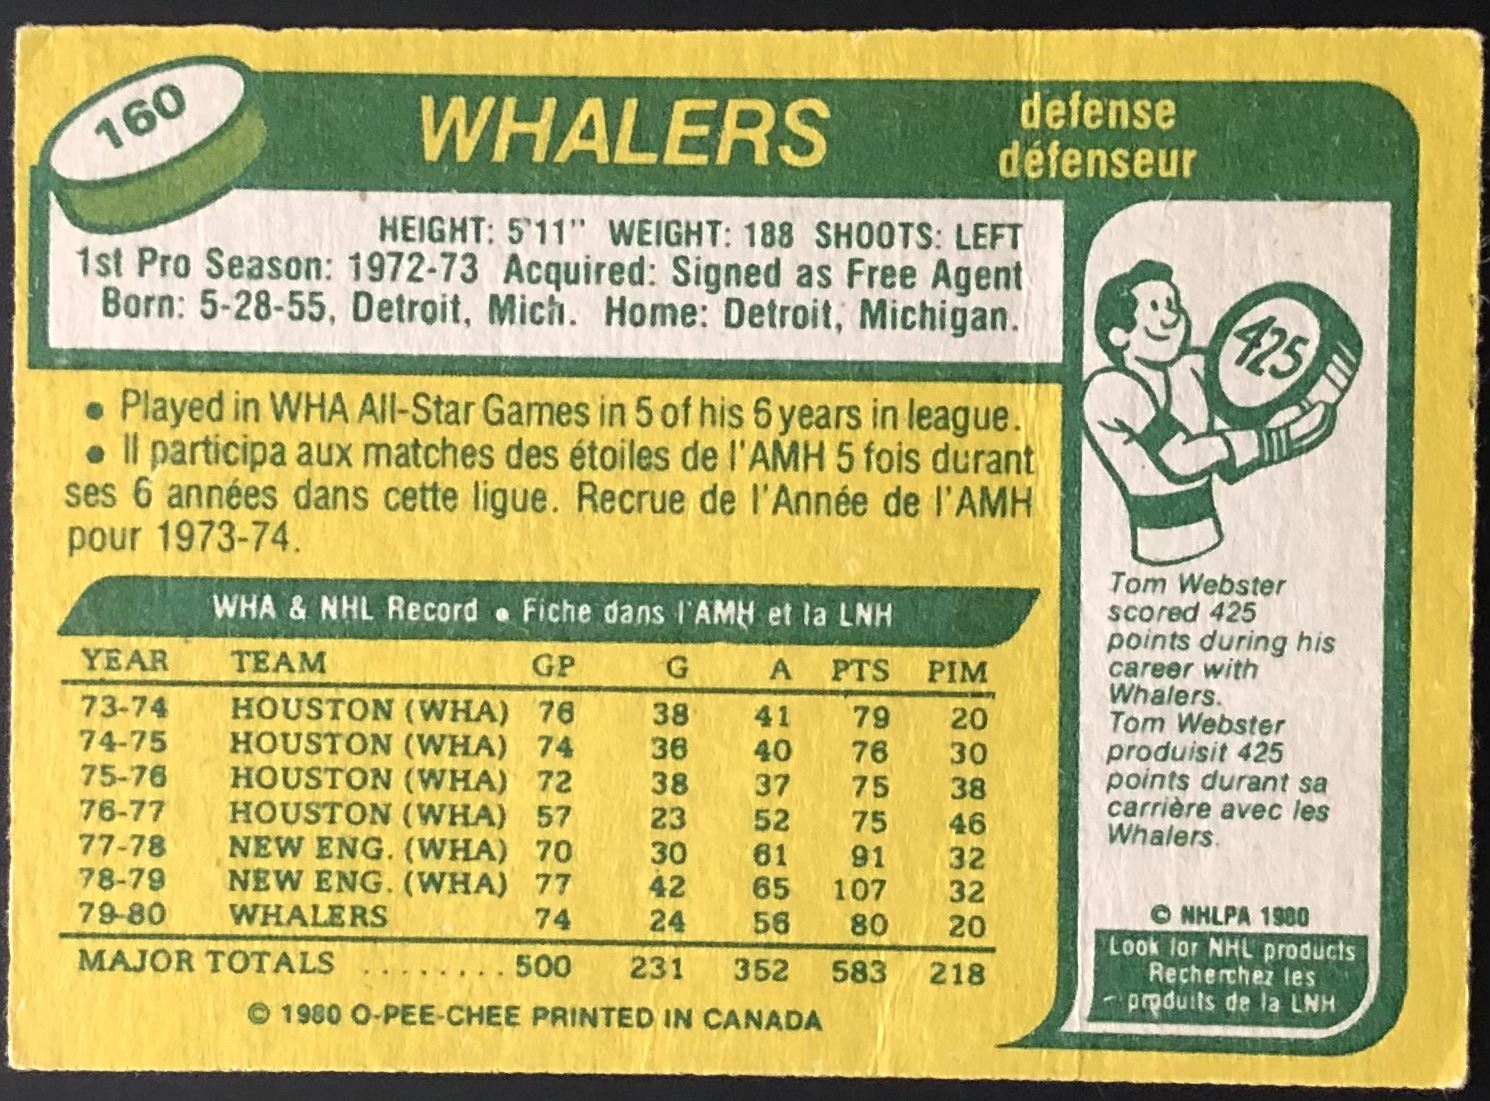 160
WHALERS
defense
défenseur
HEIGHT: 5'11" WEIGHT: 188 SHOOTS: LEFT
1st Pro Season: 1972-73 Acquired: Signed as Free Agent
Born: 5-28-55, Detroit, Mich. Home: Detroit, Michigan.
• Played in WHA All-Star Games in 5 of his 6 years in league.
• Il participa aux matches des étoiles de l'AMH 5 fois durant
ses 6 années dans cette ligue. Recrue de l'Année de l'AMH
pour 1973-74.
WHA & NHL Record • Fiche dans l'AMH et la LNH
YEAR TEAM GP G A PTS PIM
73-74 HOUSTON (WHA) 76 38 41 79 20
74-75 HOUSTON (WHA) 74 36 40 76 30
75-76 HOUSTON (WHA) 72 38 37 75 38
76-77 HOUSTON (WHA) 57 23 52 75 46
77-78 NEW ENG. (WHA) 70 30 61 91 32
78-79 NEW ENG. (WHA) 77 42 65 107 32
79-80 WHALERS 74 24 56 80 20
MAJOR TOTALS ........ 500 231 352 583 218
© 1980 O-PEE-CHEE PRINTED IN CANADA
425
Tom Webster
scored 425
points during his
career with
Whalers.
Tom Webster
produisit 425
points durant sa
carrière avec les
Whalers.
© NHLPA 1980
Look for NHL products
Recherchez les
produits de la LNH